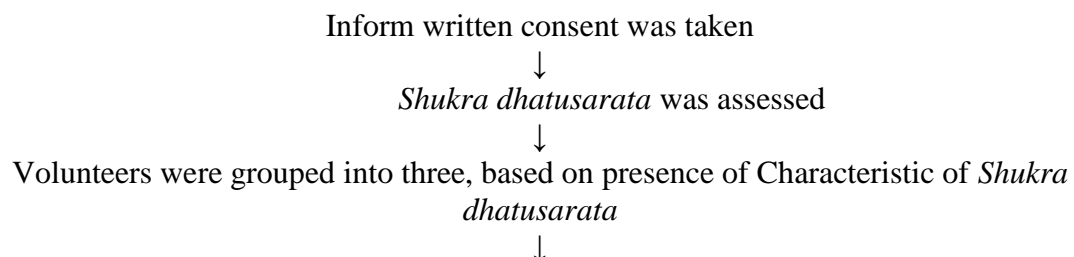 Inform written consent was taken
↓
Shukra dhatusarata was assessed
↓
Volunteers were grouped into three, based on presence of Characteristic of Shukra
dhatusarata
↓